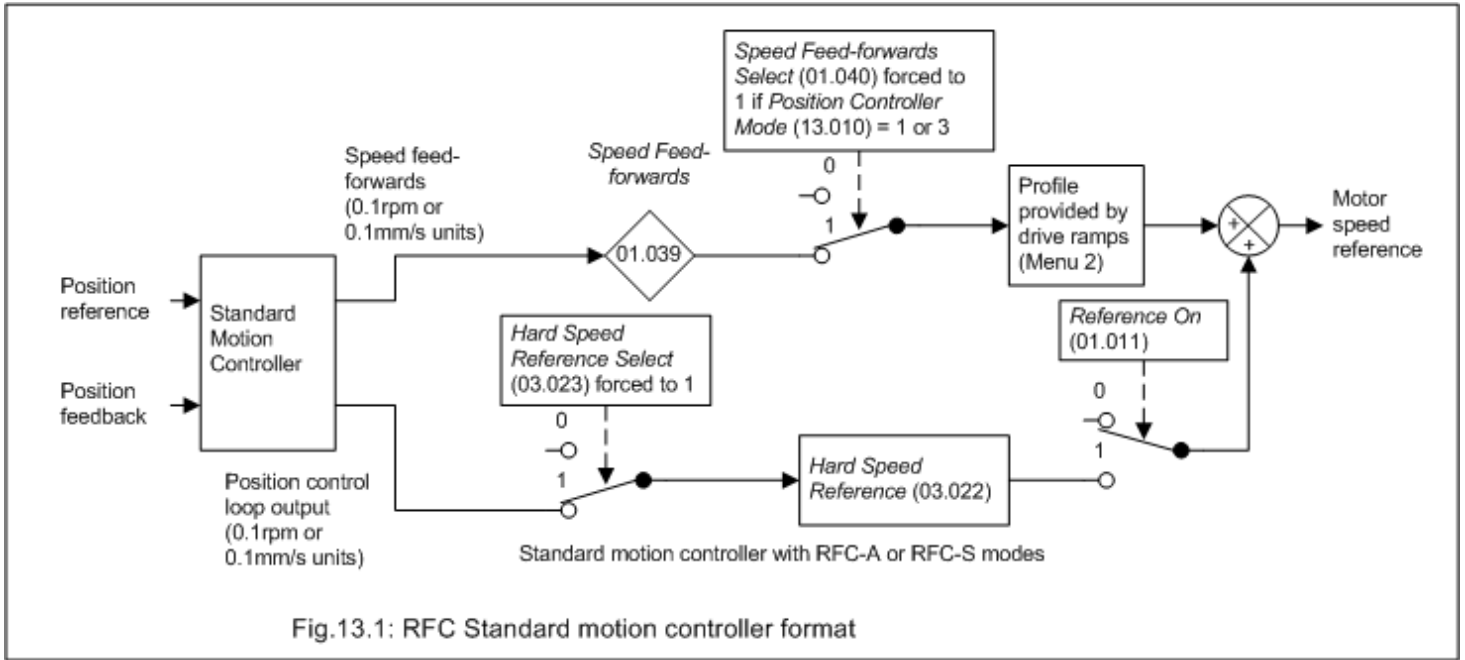 Speed Feed-forwards
Select (01.040) forced to
1 if Position Controller
Mode (13.010) = 1 or 3
Speed feed-
forwards
(0.1rpm or
0.1mm/s units)
Speed Feed-
forwards
01.039
0
1
Profile
provided by
drive ramps
(Menu 2)
+
+
Motor
speed
reference
Position
reference
Position
feedback
Standard
Motion
Controller
Hard Speed
Reference Select
(03.023) forced to 1
0
1
Reference On
(01.011)
0
1
Hard Speed
Reference (03.022)
Position control
loop output
(0.1rpm or
0.1mm/s units)
Standard motion controller with RFC-A or RFC-S modes
Fig.13.1: RFC Standard motion controller format